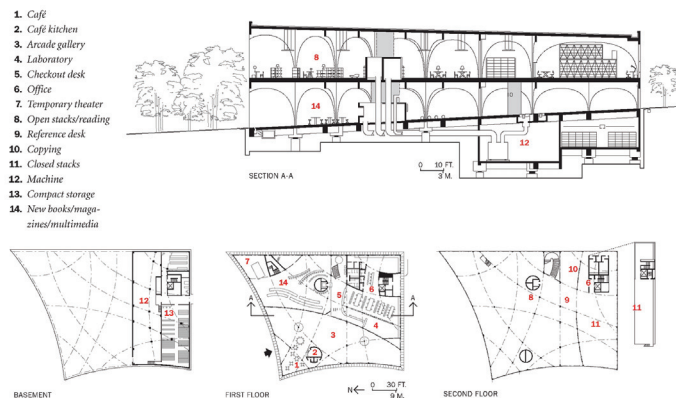 1. Café
2. Café kitchen
3. Arcade gallery
4. Laboratory
5. Checkout desk
6. Office
7. Temporary theater
8. Open stacks/reading
9. Reference desk
10. Copying
11. Closed stacks
12. Machine
13. Compact storage
14. New books/maga-
zines/multimedia
8
14
12
SECTION A-A
0 10 FT.
3 M.
12
13
BASEMENT
7
14
5
6
A
A
4
3
2
1
FIRST FLOOR
N
0 30 FT.
9 M.
10
6
8
9
11
11
SECOND FLOOR